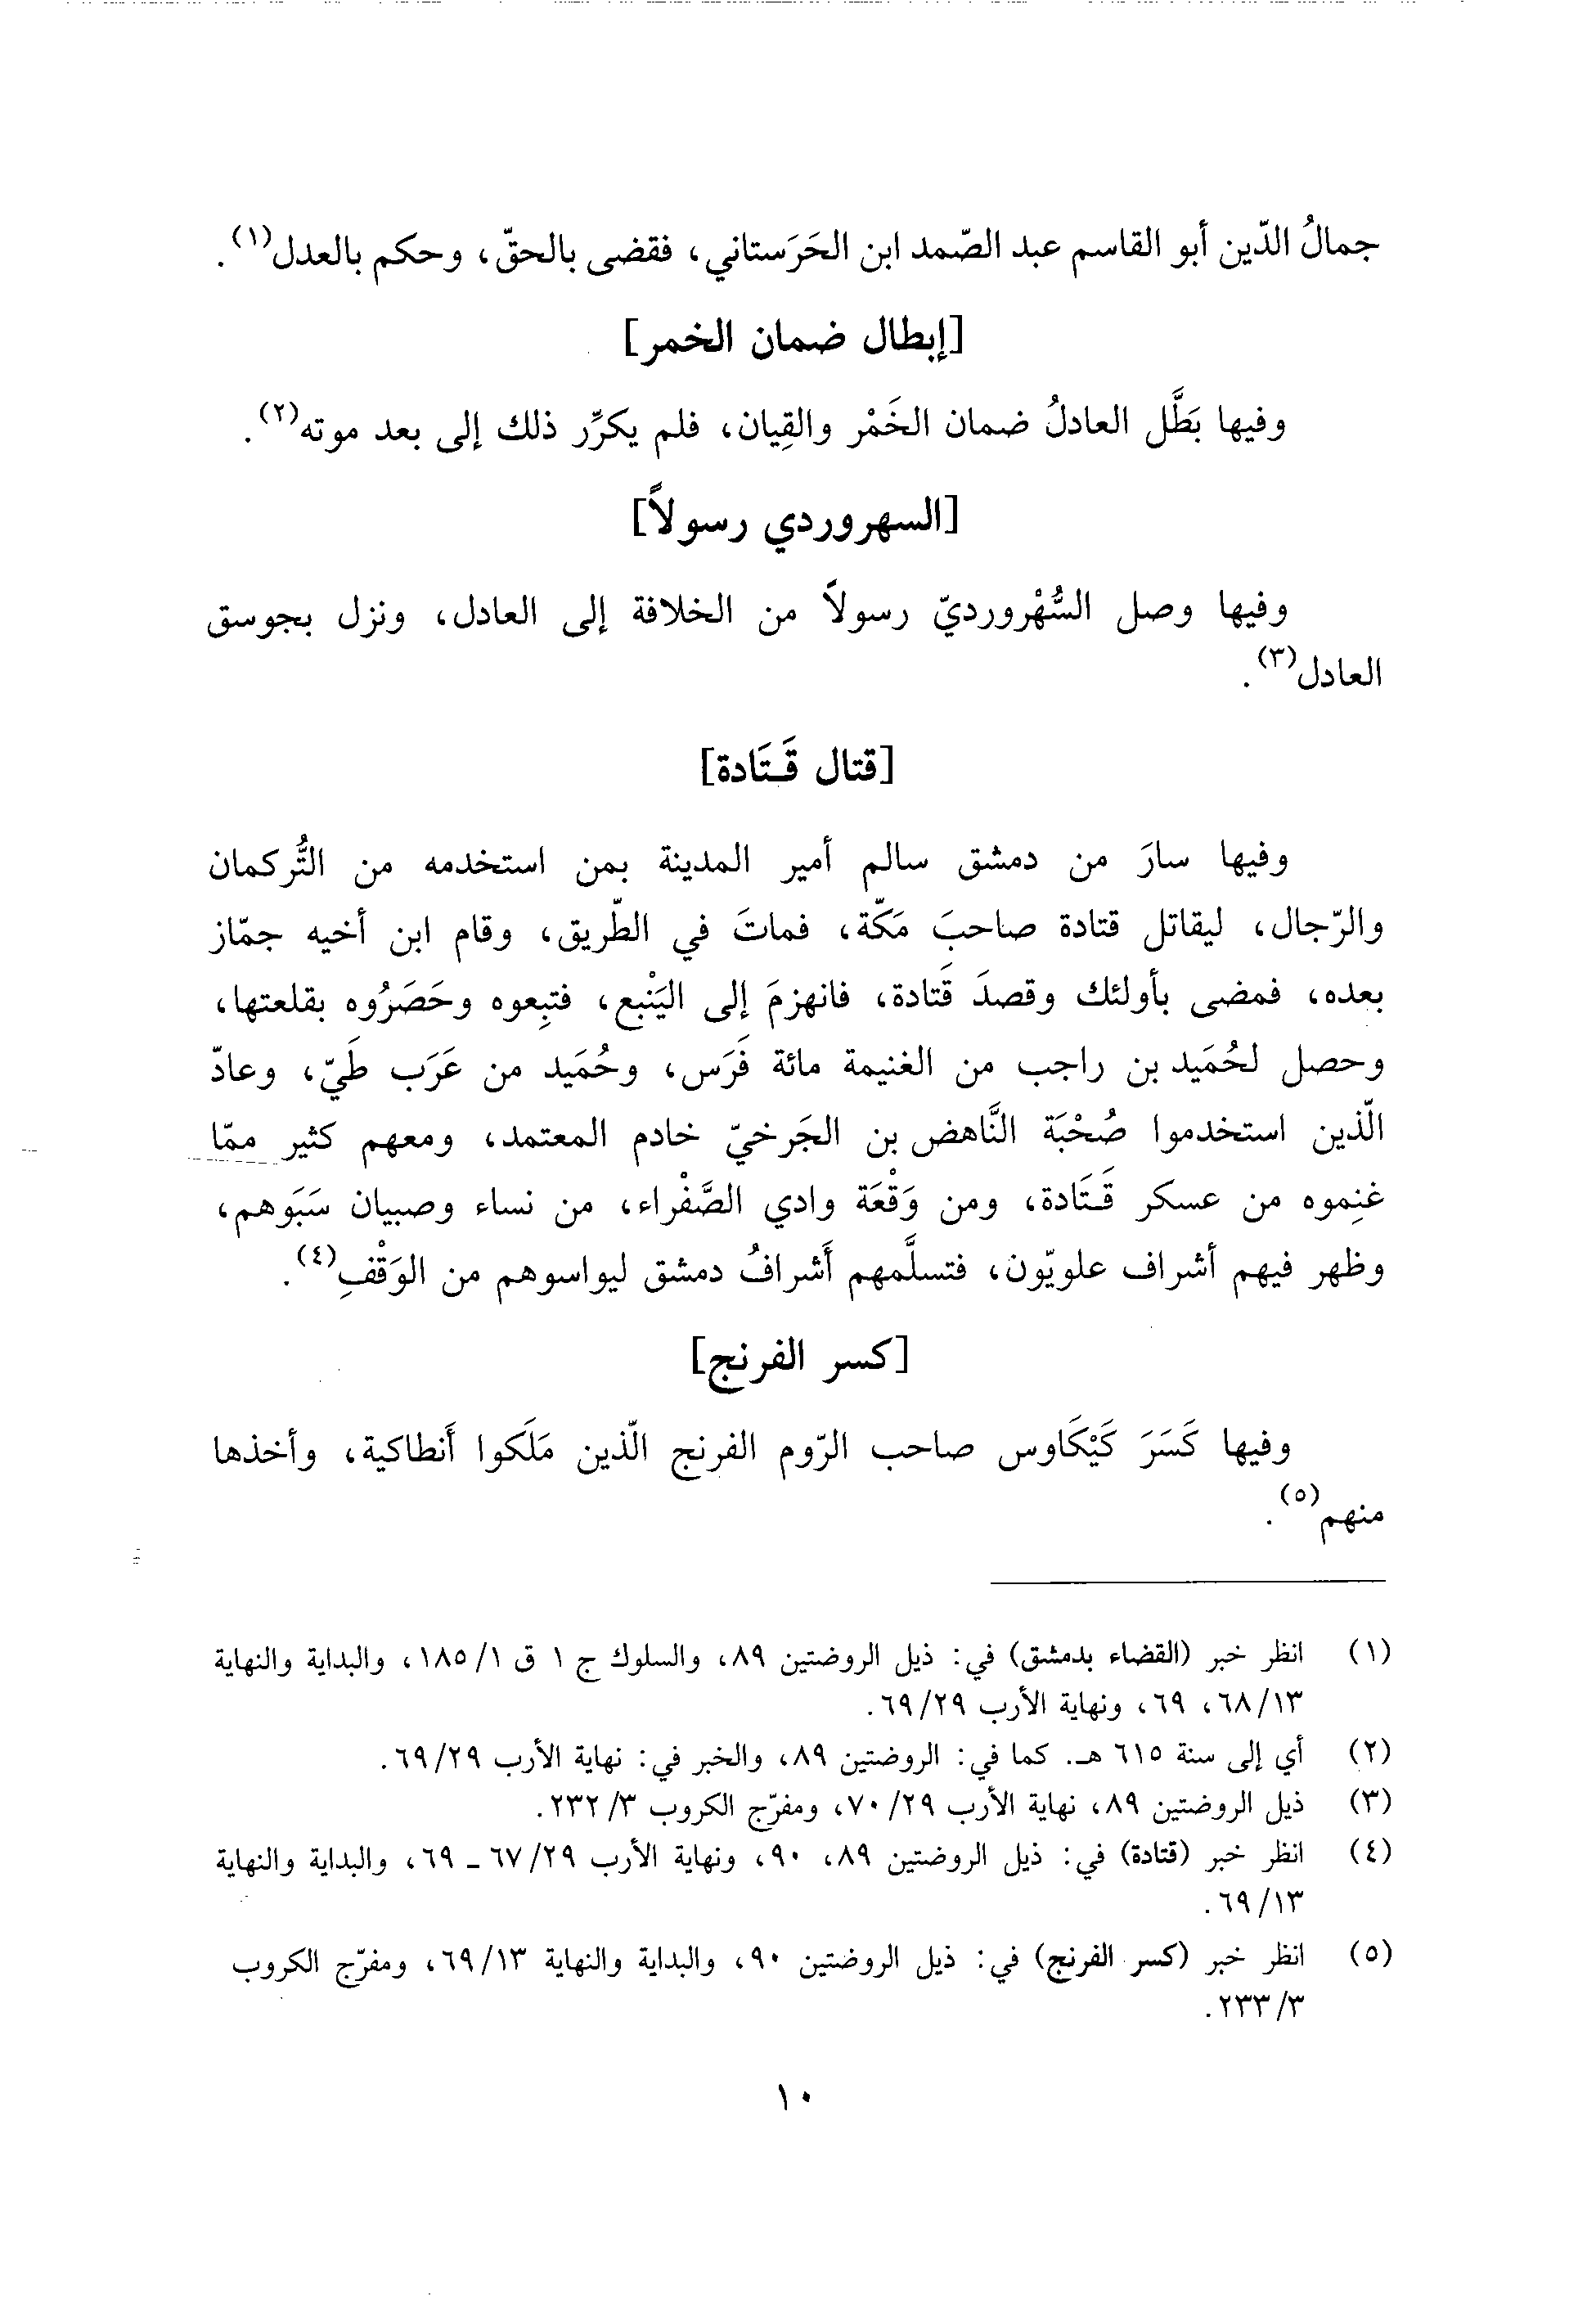 جمالُ الدّين أبو القاسم عبد الصّمد ابن الحَرَستاني، فقضى بالحقّ، وحكم بالعدل(١).
[إبطال ضمان الخمر]
وفيها بَطَّل العادلُ ضمان الخَمْر والقِيان، فلم يكرِّر ذلك إلى بعد موته(٢).
[السهروردي رسولاً]
وفيها وصل السُّهْرورديّ رسولاً من الخلافة إلى العادل، ونزل بجوسق
العادل(٣).
[قتال قَتَادة]
وفيها سارَ من دمشق سالم أمير المدينة بمن استخدمه من التُّركمان
والرّجال، ليقاتل قتادة صاحبَ مَكّة، فماتَ في الطّريق، وقام ابن أخيه جمّاز
بعده، فمضى بأولئك وقصدَ قَتادة، فانهزمَ إلى اليَنْبع، فتبِعوه وحَصَرُوه بقلعتها،
وحصل لحُمَيد بن راجب من الغنيمة مائة فَرَس، وحُمَيد من عَرَب طَيّ، وعادّ
الّذين استخدموا صُحْبَة النَّاهض بن الجَرخيّ خادم المعتمد، ومعهم كثير ممّا
غنِموه من عسكر قَتَادة، ومن وَقْعَة وادي الصَّفْراء، من نساء وصبيان سَبَوهم،
وظهر فيهم أشراف علويّون، فتسلَّمهم أَشرافُ دمشق ليواسوهم من الوَقْفِ(٤).
[كسر الفرنج]
وفيها كَسَرَ كَيْكَاوس صاحب الرّوم الفرنج الّذين مَلَكوا أَنطاكية، وأخذها
منهم(٥).
(١) انظر خبر (القضاء بدمشق) في: ذيل الروضتين ٨٩، والسلوك ج ١ ق ١/١٨٥، والبداية والنهاية
١٣/٦٨، ٦٩، ونهاية الأرب ٢٩/٦٩.
(٢) أي إلى سنة ٦١٥ هـ. كما في: الروضتين ٨٩، والخبر في: نهاية الأرب ٢٩/٦٩.
(٣) ذيل الروضتين ٨٩، نهاية الأرب ٢٩/٧٠، ومفرّج الكروب ٣/٢٣٢.
(٤) انظر خبر (قتادة) في: ذيل الروضتين ٨٩، ٩٠، ونهاية الأرب ٢٩/٦٧ ـ ٦٩، والبداية والنهاية
١٣/٦٩.
(٥) انظر خبر (كسر الفرنج) في: ذيل الروضتين ٩٠، والبداية والنهاية ١٣/٦٩، ومفرّج الكروب
٣/٢٣٣.
١٠